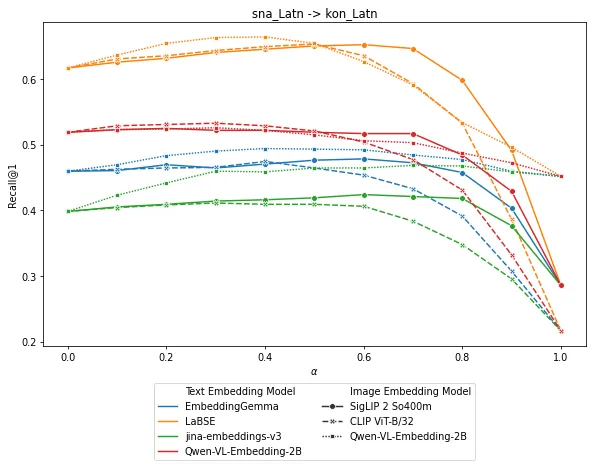 sna_Latn -> kon_Latn
Recall@1
0.6
0.5
0.4
0.3
0.2
0.0 0.2 0.4 0.6 0.8 1.0
α
Text Embedding Model Image Embedding Model
EmbeddingGemma SigLIP 2 So400m
LaBSE CLIP ViT-B/32
jina-embeddings-v3 Qwen-VL-Embedding-2B
Qwen-VL-Embedding-2B